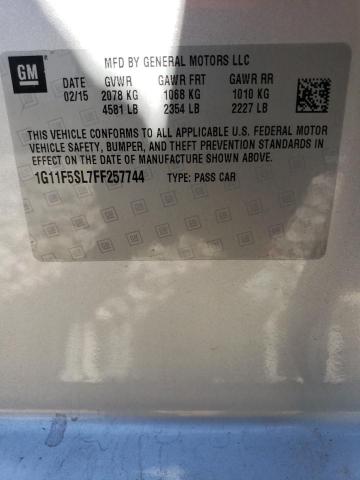 GM
MFD BY GENERAL MOTORS LLC
DATE GVWR GAWR FRT GAWR RR
02/15 2078 KG 1068 KG 1010 KG
4581 LB 2354 LB 2227 LB
THIS VEHICLE CONFORMS TO ALL APPLICABLE U.S. FEDERAL MOTOR
VEHICLE SAFETY, BUMPER, AND THEFT PREVENTION STANDARDS IN
EFFECT ON THE DATE OF MANUFACTURE SHOWN ABOVE.
1G11F5SL7FF257744 TYPE: PASS CAR